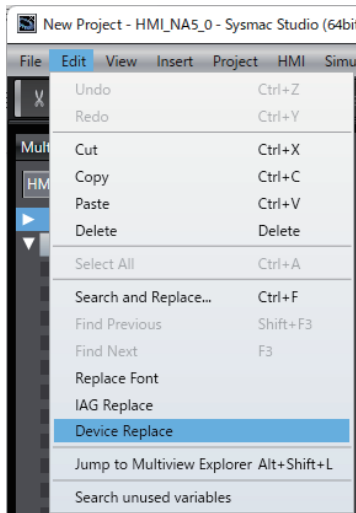 New Project - HMI_NA5_0 - Sysmac Studio (64bit
File Edit View Insert Project HMI Simu
Undo Ctrl+Z
Redo Ctrl+Y
Mult
Cut Ctrl+X
HM
Copy Ctrl+C
Paste Ctrl+V
Delete Delete
Select All Ctrl+A
Search and Replace... Ctrl+F
Find Previous Shift+F3
Find Next F3
Replace Font
IAG Replace
Device Replace
Jump to Multiview Explorer Alt+Shift+L
Search unused variables